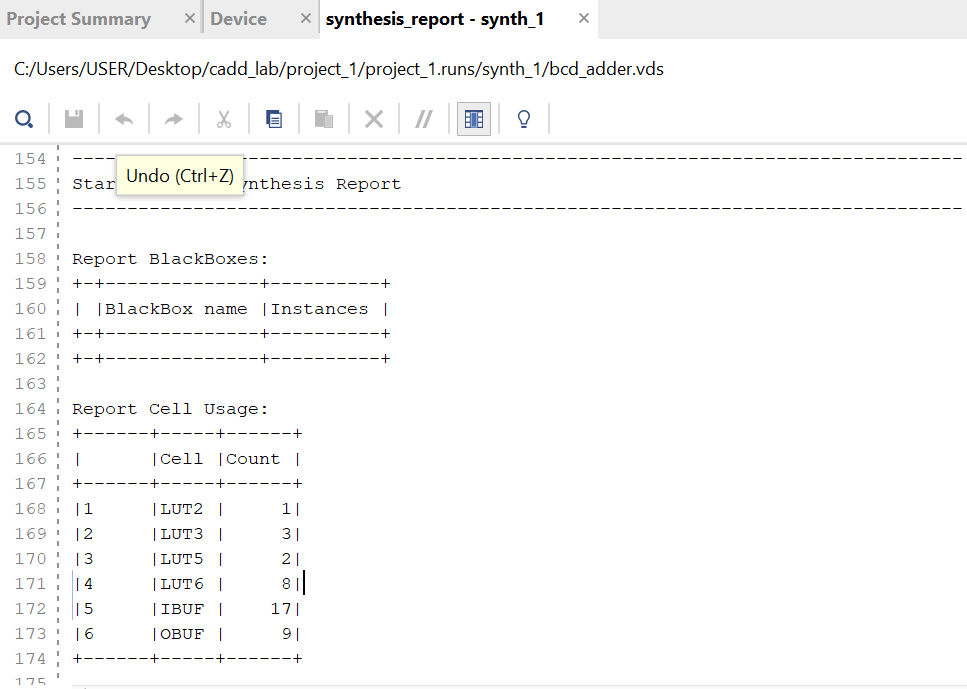 Project Summary × Device × synthesis_report - synth_1 ×
C:/Users/USER/Desktop/cadd_lab/project_1/project_1.runs/synth_1/bcd_adder.vds
154 ---------------------------------------------------------------------------------
Undo (Ctrl+Z)
155 Star nthesis Report
156 ---------------------------------------------------------------------------------
157
158 Report BlackBoxes:
159 +-+--------------+----------+
160 | |BlackBox name |Instances |
161 +-+--------------+----------+
162 +-+--------------+----------+
163
164 Report Cell Usage:
165 +------+-----+------+
166 |      |Cell |Count |
167 +------+-----+------+
168 |1     |LUT2 |     1|
169 |2     |LUT3 |     3|
170 |3     |LUT5 |     2|
171 |4     |LUT6 |     8|
172 |5     |IBUF |    17|
173 |6     |OBUF |     9|
174 +------+-----+------+
175